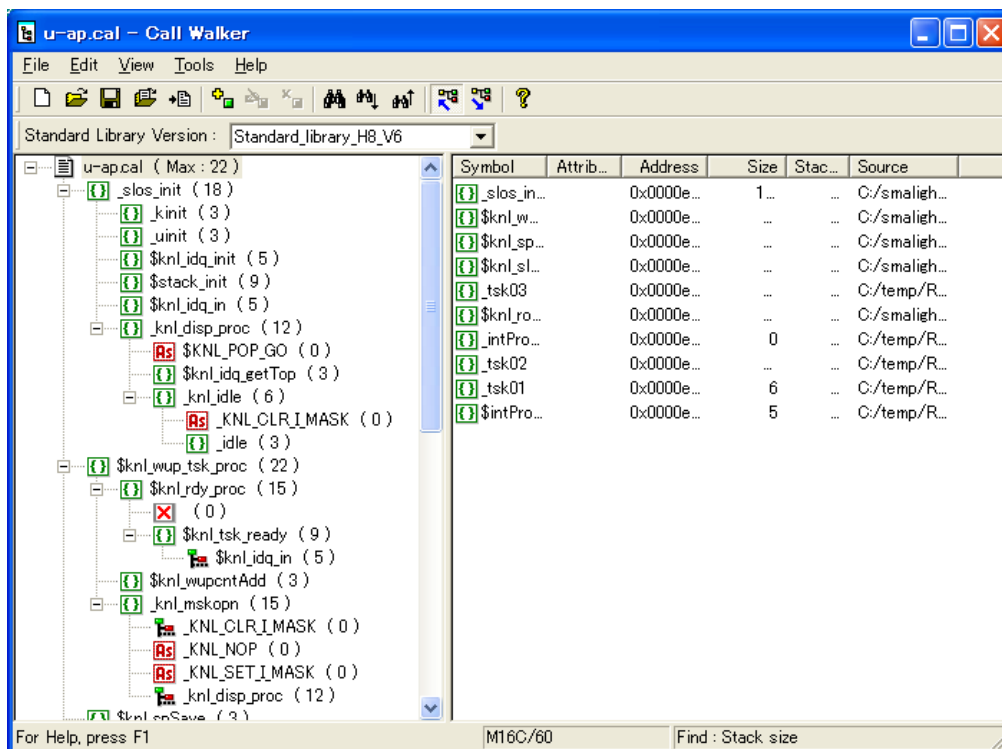 u-ap.cal - Call Walker
File Edit View Tools Help
Standard Library Version : Standard_library_H8_V6
u-ap.cal ( Max : 22 )
_slos_init ( 18 )
_kinit ( 3 )
_uinit ( 3 )
$knl_idq_init ( 5 )
$stack_init ( 9 )
$knl_idq_in ( 5 )
_knl_disp_proc ( 12 )
$KNL_POP_GO ( 0 )
$knl_idq_getTop ( 3 )
_knl_idle ( 6 )
_KNL_CLR_I_MASK ( 0 )
_idle ( 3 )
$knl_wup_tsk_proc ( 22 )
$knl_rdy_proc ( 15 )
( 0 )
$knl_tsk_ready ( 9 )
$knl_idq_in ( 5 )
$knl_wupcntAdd ( 3 )
_knl_mskopn ( 15 )
_KNL_CLR_I_MASK ( 0 )
_KNL_NOP ( 0 )
_KNL_SET_I_MASK ( 0 )
_knl_disp_proc ( 12 )
$knl_spSave ( 3 )
Symbol Attrib... Address Size Stac... Source
_slos_in... 0x0000e... 1... ... C:/smaligh...
$knl_w... 0x0000e... ... ... C:/smaligh...
$knl_sp... 0x0000e... ... ... C:/smaligh...
$knl_sl... 0x0000e... ... ... C:/smaligh...
_tsk03 0x0000e... ... ... C:/temp/R...
$knl_ro... 0x0000e... ... ... C:/smaligh...
_intPro... 0x0000e... 0 ... C:/temp/R...
_tsk02 0x0000e... ... ... C:/temp/R...
_tsk01 0x0000e... 6 ... C:/temp/R...
$intPro... 0x0000e... 5 ... C:/temp/R...
For Help, press F1 M16C/60 Find : Stack size